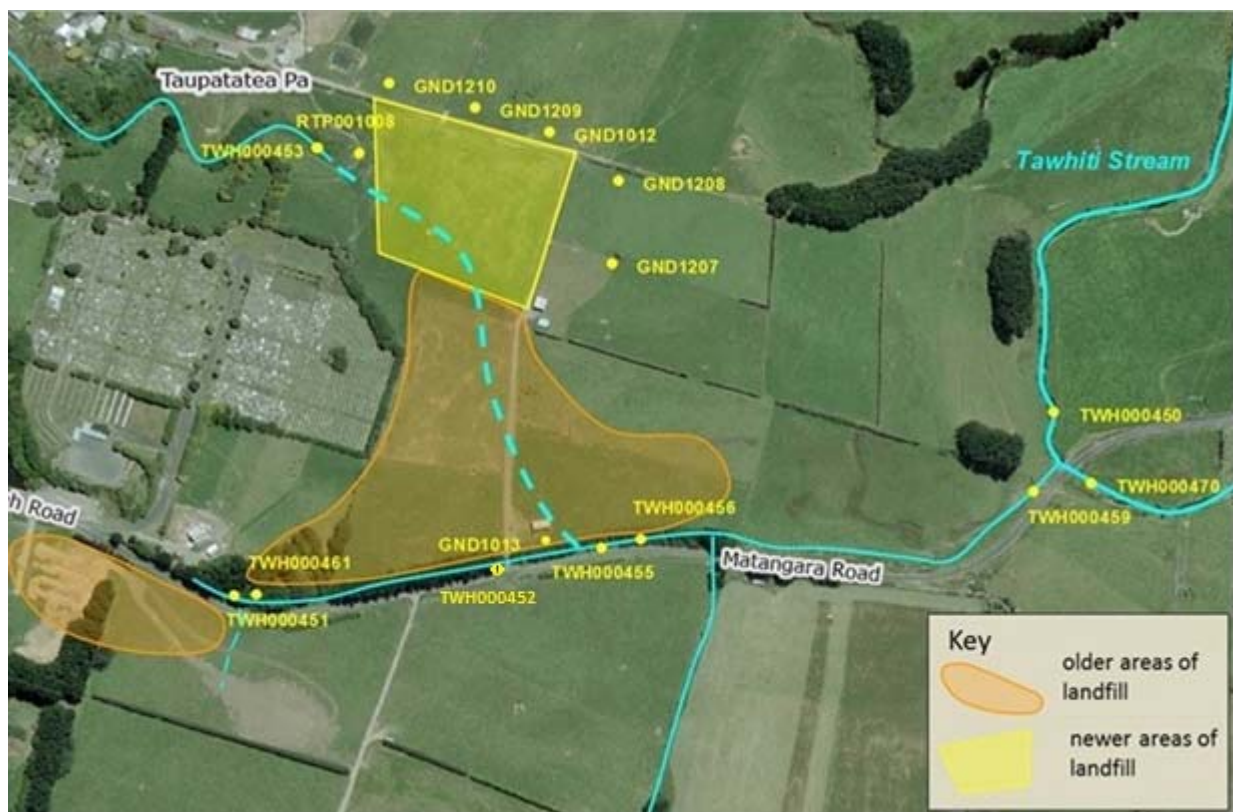 Taupatatea Pa
GND1210
GND1209
RTP001008
GND1012
TWH000453
Tawhiti Stream
GND1208
GND1207
TWH000450
TWH000470
TWH000456
TWH000459
oh Road
GND1013
TWH000461
TWH000455
Matangara Road
TWH000452
TWH000451
Key
older areas of
landfill
newer areas of
landfill